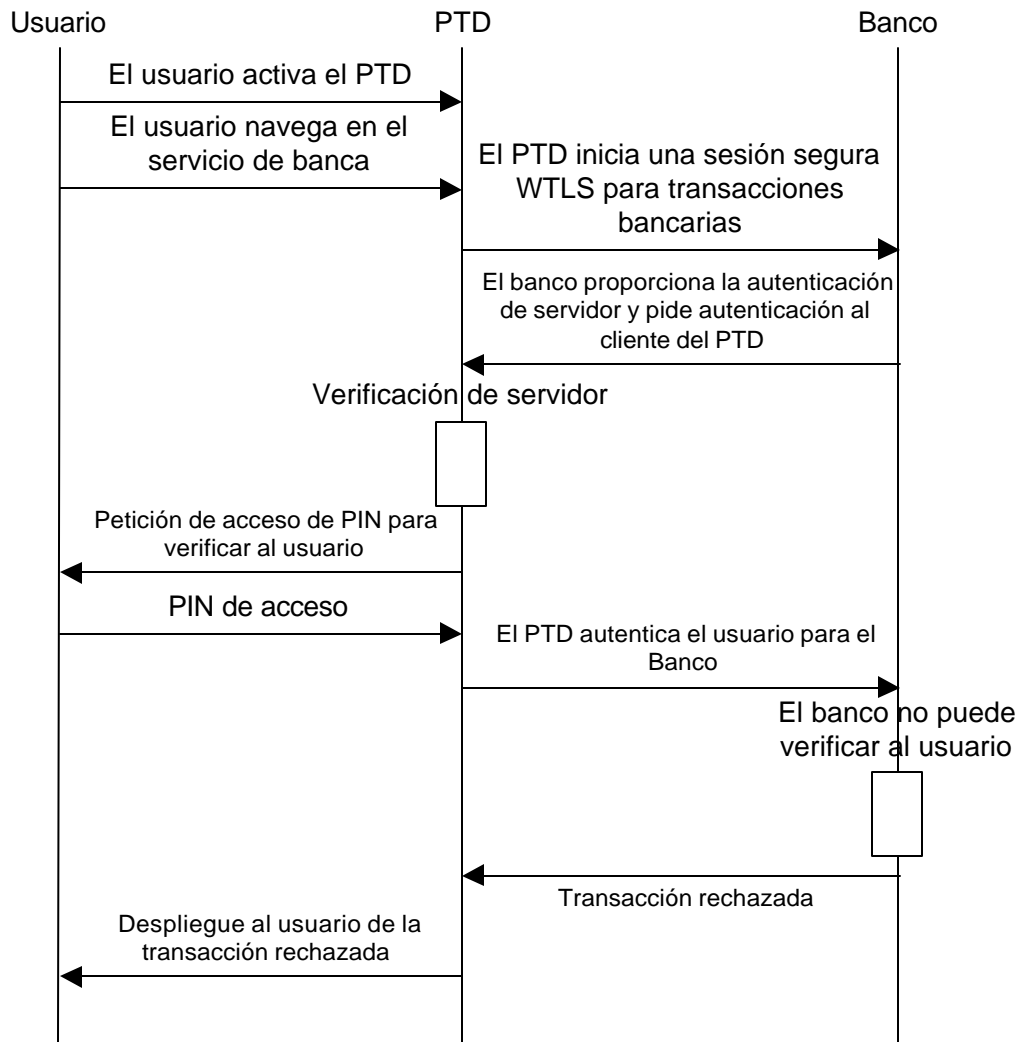 Usuario
PTD
Banco
El usuario activa el PTD
El usuario navega en el
servicio de banca
El PTD inicia una sesión segura
WTLS para transacciones
bancarias
El banco proporciona la autenticación
de servidor y pide autenticación al
cliente del PTD
Verificación de servidor
Petición de acceso de PIN para
verificar al usuario
PIN de acceso
El PTD autentica el usuario para el
Banco
El banco no puede
verificar al usuario
Transacción rechazada
Despliegue al usuario de la
transacción rechazada